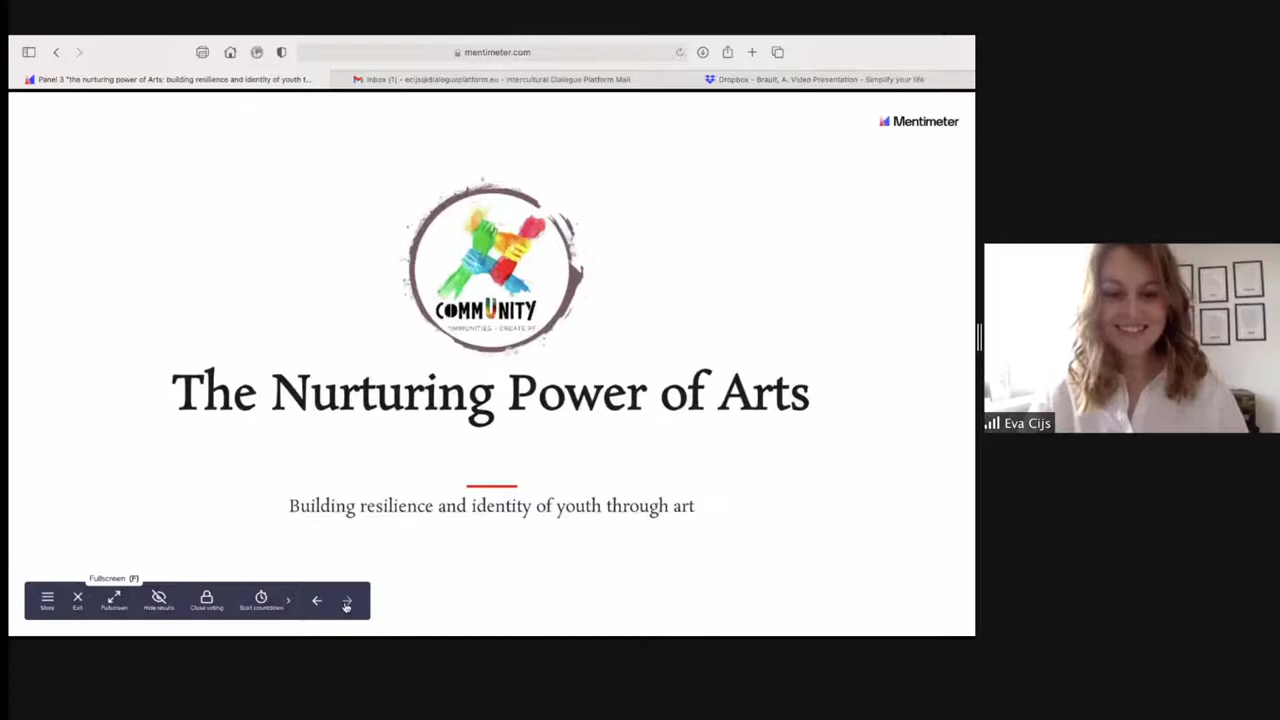 mentimeter.com
Panel 3 "the nurturing power of Arts: building resilience and identity of youth t...
Inbox (1) - ecijs@dialogueplatform.eu - Intercultural Dialogue Platform Mail
Dropbox - Brault, A. Video Presentation - Simplify your life
Mentimeter
COMMUNITY
COMMUNITIES - CREATE
The Nurturing Power of Arts
Eva Cijs
Building resilience and identity of youth through art
Fullscreen (F)
More
Exit
Fullscreen
Hide results
Close voting
Start countdown